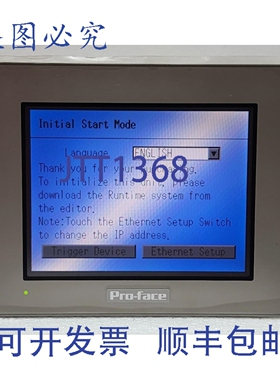 盗图必究
Initial Start Mode
Language ENGLISH
JTT1368
Thank you for your
To initialize this unit, please
download the Runtime system from
the editor.
Note:Touch the Ethernet Setup Switch
to change the IP address.
Trigger Device Ethernet Setup
Pro-face
可开发票 顺丰包邮